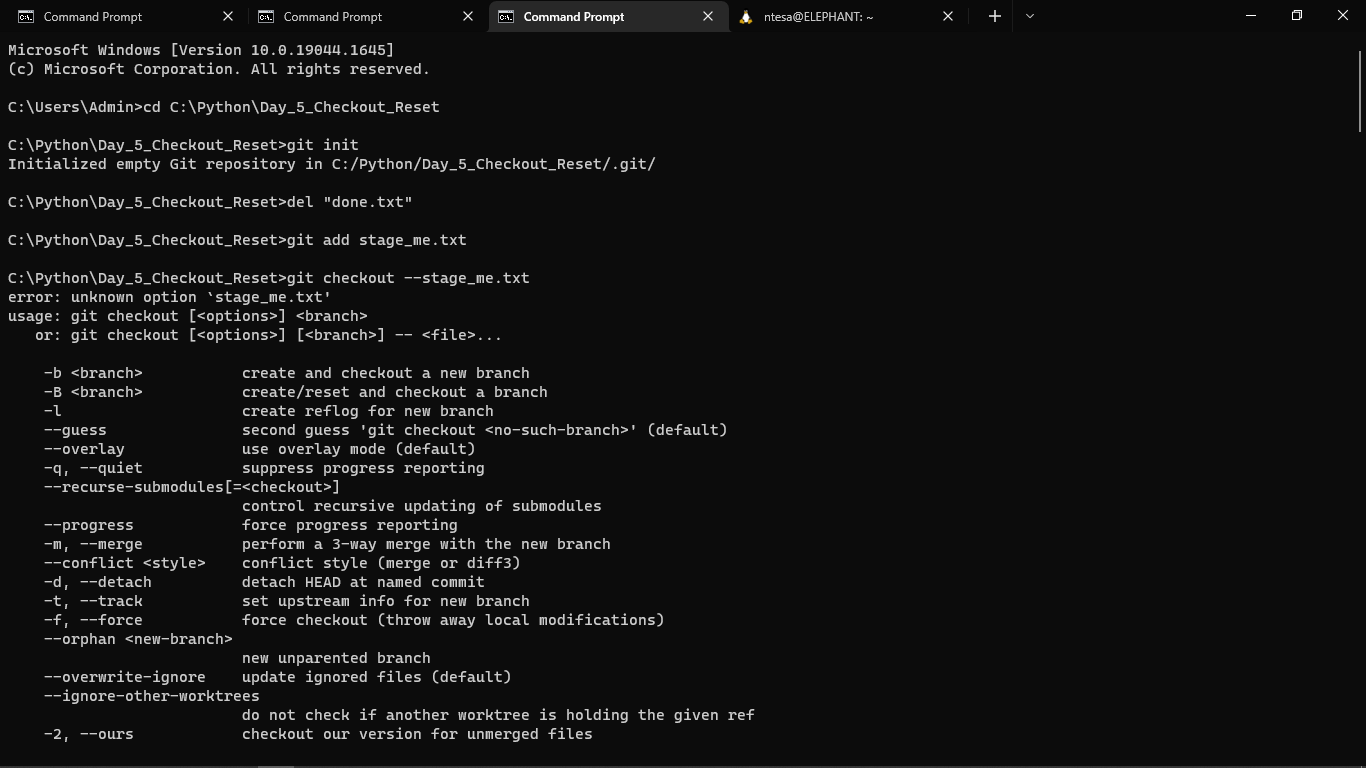 Command Prompt
Command Prompt
Command Prompt
ntesa@ELEPHANT: ~
Microsoft Windows [Version 10.0.19044.1645]
(c) Microsoft Corporation. All rights reserved.
C:\Users\Admin>cd C:\Python\Day_5_Checkout_Reset
C:\Python\Day_5_Checkout_Reset>git init
Initialized empty Git repository in C:/Python/Day_5_Checkout_Reset/.git/
C:\Python\Day_5_Checkout_Reset>del "done.txt"
C:\Python\Day_5_Checkout_Reset>git add stage_me.txt
C:\Python\Day_5_Checkout_Reset>git checkout --stage_me.txt
error: unknown option `stage_me.txt'
usage: git checkout [<options>] <branch>
   or: git checkout [<options>] [<branch>] -- <file>...
    -b <branch>           create and checkout a new branch
    -B <branch>           create/reset and checkout a branch
    -l                    create reflog for new branch
    --guess               second guess 'git checkout <no-such-branch>' (default)
    --overlay             use overlay mode (default)
    -q, --quiet           suppress progress reporting
    --recurse-submodules[=<checkout>]
                          control recursive updating of submodules
    --progress            force progress reporting
    -m, --merge           perform a 3-way merge with the new branch
    --conflict <style>    conflict style (merge or diff3)
    -d, --detach          detach HEAD at named commit
    -t, --track           set upstream info for new branch
    -f, --force           force checkout (throw away local modifications)
    --orphan <new-branch>
                          new unparented branch
    --overwrite-ignore    update ignored files (default)
    --ignore-other-worktrees
                          do not check if another worktree is holding the given ref
    -2, --ours            checkout our version for unmerged files